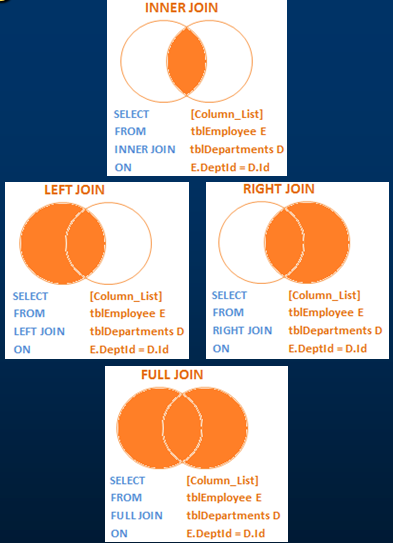 INNER JOIN
SELECT [Column_List]
FROM tblEmployee E
INNER JOIN tblDepartments D
ON E.DeptId = D.Id
LEFT JOIN
SELECT [Column_List]
FROM tblEmployee E
LEFT JOIN tblDepartments D
ON E.DeptId = D.Id
RIGHT JOIN
SELECT [Column_List]
FROM tblEmployee E
RIGHT JOIN tblDepartments D
ON E.DeptId = D.Id
FULL JOIN
SELECT [Column_List]
FROM tblEmployee E
FULL JOIN tblDepartments D
ON E.DeptId = D.Id